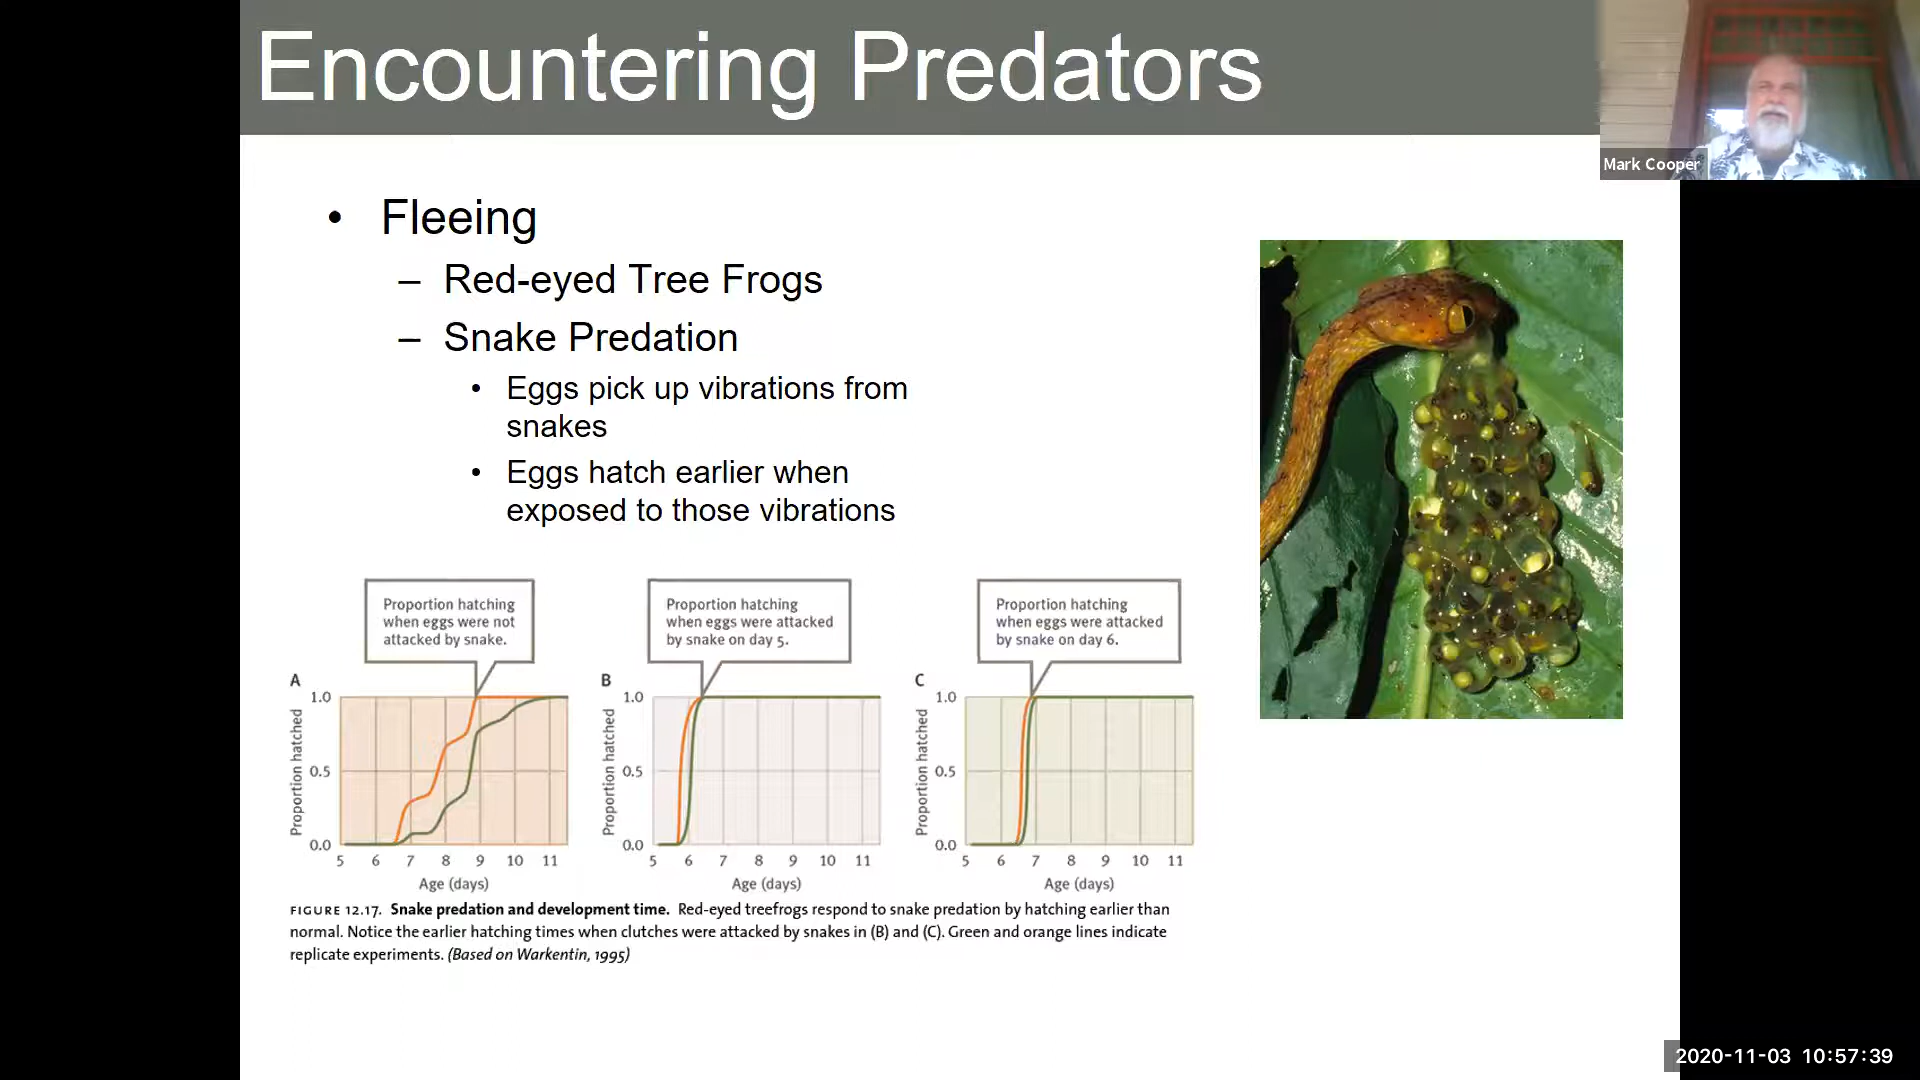 Encountering Predators
Mark Cooper
• Fleeing
– Red-eyed Tree Frogs
– Snake Predation
• Eggs pick up vibrations from
snakes
• Eggs hatch earlier when
exposed to those vibrations
Proportion hatching
when eggs were not
attacked by snake.
Proportion hatching
when eggs were attacked
by snake on day 5.
Proportion hatching
when eggs were attacked
by snake on day 6.
A
1.0
0.5
0.0
Proportion hatched
5 6 7 8 9 10 11
Age (days)
B
1.0
0.5
0.0
Proportion hatched
5 6 7 8 9 10 11
Age (days)
C
1.0
0.5
0.0
Proportion hatched
5 6 7 8 9 10 11
Age (days)
FIGURE 12.17. Snake predation and development time. Red-eyed treefrogs respond to snake predation by hatching earlier than
normal. Notice the earlier hatching times when clutches were attacked by snakes in (B) and (C). Green and orange lines indicate
replicate experiments. (Based on Warkentin, 1995)
2020-11-03 10:57:39